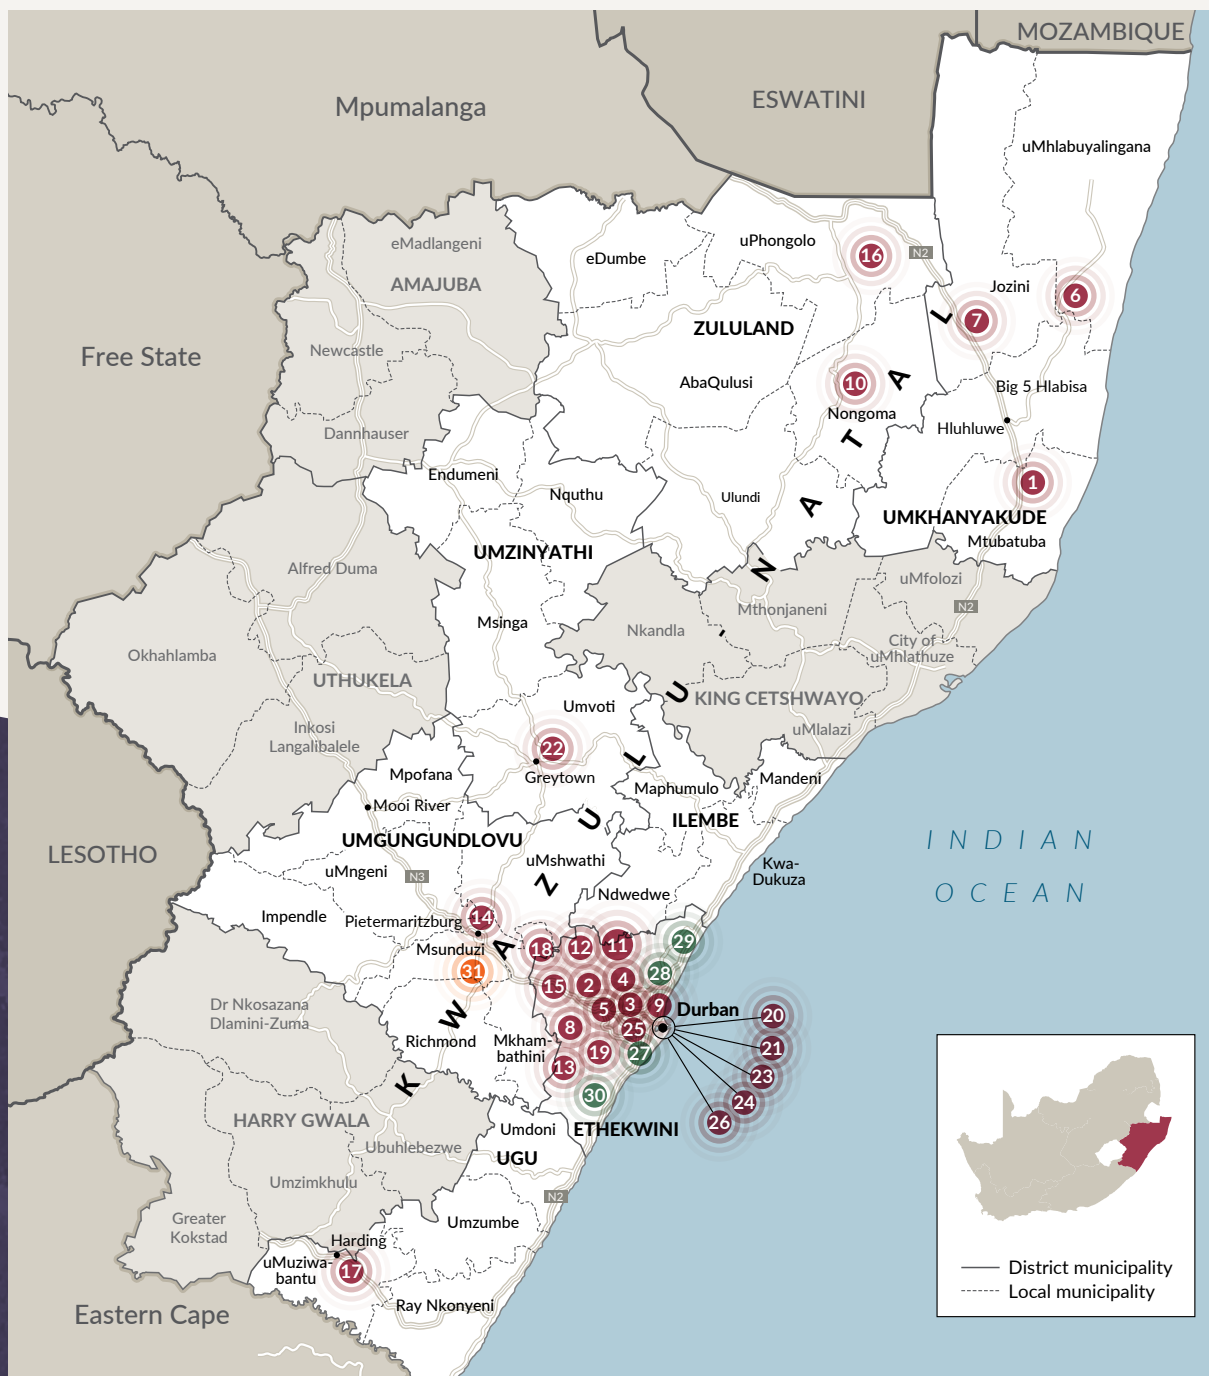 MOZAMBIQUE
Mpumalanga
ESWATINI
uMhlabuyalingana
eMadlangeni
uPhongolo
16
N2
eDumbe
AMAJUBA
Jozini
6
7
L
ZULULAND
Free State
Newcastle
AbaQulusi
10
A
Big 5 Hlabisa
Nongoma
Hluhluwe
Dannhauser
T
Endumeni
Nquthu
Ulundi
1
A
UMKHANYAKUDE
Mtubatuba
UMZINYATHI
Alfred Duma
N
uMfolozi
Mthonjaneni
N2
Msinga
Nkandla
-
City of
uMhlathuze
Okhahlamba
UTHUKELA
U
KING CETSHWAYO
Umvoti
Inkosi
Langalibalele
uMlalazi
22
L
Mpofana
Greytown
Mandeni
Maphumulo
Mooi River
U
ILEMBE
UMGUNGUNDLOVU
INDIAN
OCEAN
LESOTHO
uMshwathi
uMngeni
N3
Kwa-
Dukuza
Z
Ndwedwe
Impendle
Pietermaritzburg
14
Msunduzi
A
18
12
11
29
31
28
15
2
4
Dr Nkosazana
Dlamini-Zuma
5
3
9
Durban
W
8
25
20
Richmond
Mkham-
bathini
19
27
21
13
23
K
30
24
HARRY GWALA
26
Umdoni
ETHEKWINI
Ubuhlebezwe
UGU
Umzimkhulu
N2
Greater
Kokstad
Umzumbe
Harding
uMuziwa-
bantu
17
Ray Nkonyeni
Eastern Cape
District municipality
Local municipality